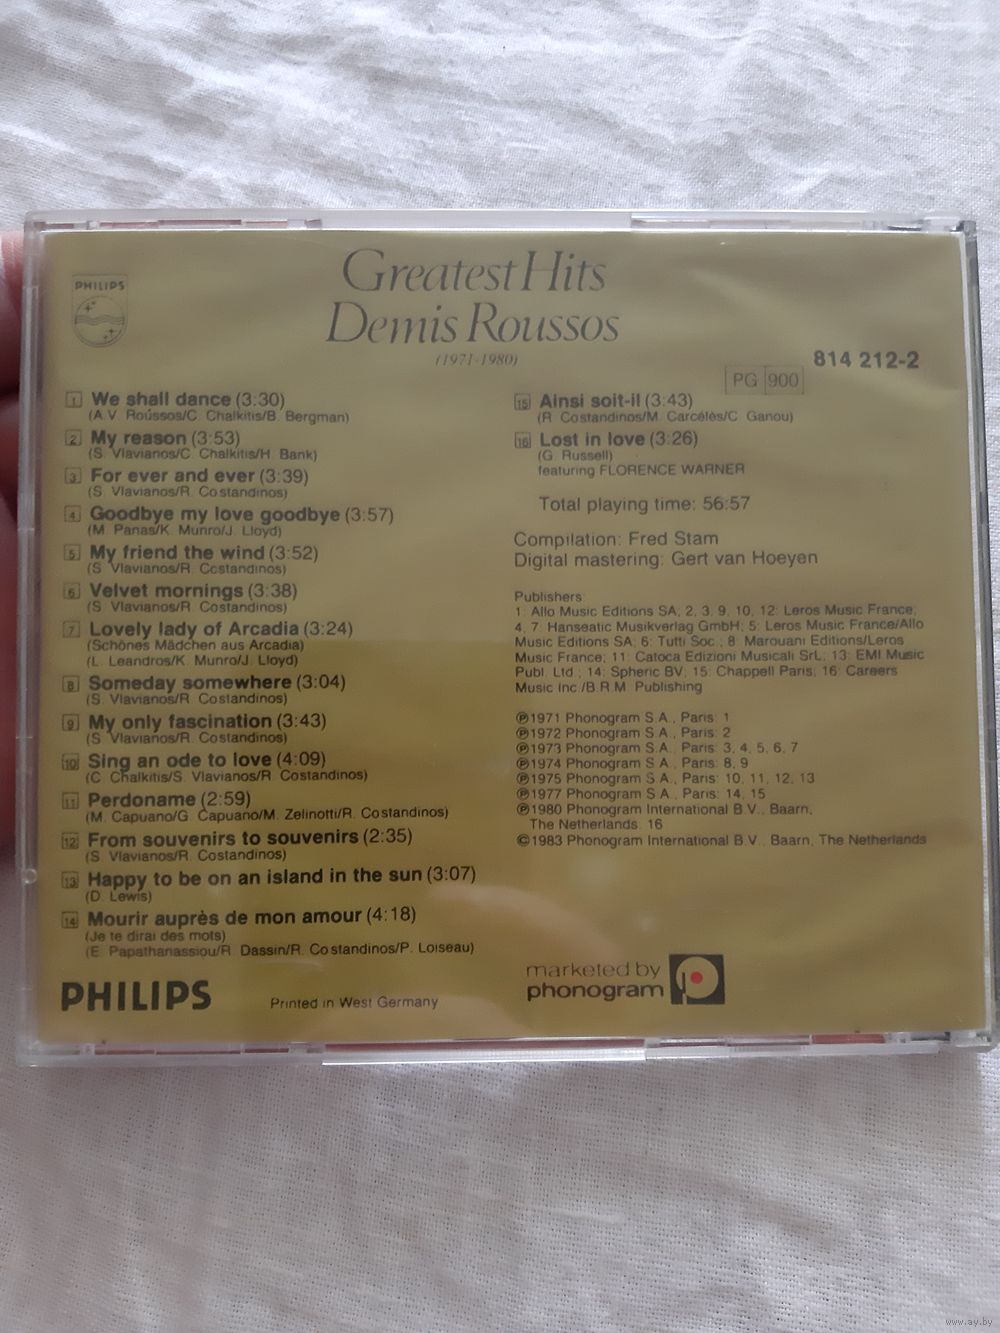 Greatest Hits
Demis Roussos
(1971-1980)
PHILIPS
814 212-2
PG 900
1 We shall dance (3:30)
(A.V. Roussos/C. Chalkitis/B. Bergman)
2 My reason (3:53)
(S. Vlavianos/C. Chalkitis/H. Bank)
3 For ever and ever (3:39)
(S. Vlavianos/R. Costandinos)
4 Goodbye my love goodbye (3:57)
(M. Panas/K. Munro/J. Lloyd)
5 My friend the wind (3:52)
(S. Vlavianos/R. Costandinos)
6 Velvet mornings (3:38)
(S. Vlavianos/R. Costandinos)
7 Lovely lady of Arcadia (3:24)
(Schönes Mädchen aus Arcadia)
(L. Leandros/K. Munro/J. Lloyd)
8 Someday somewhere (3:04)
(S. Vlavianos/R. Costandinos)
9 My only fascination (3:43)
(S. Vlavianos/R. Costandinos)
10 Sing an ode to love (4:09)
(C. Chalkitis/S. Vlavianos/R. Costandinos)
11 Perdoname (2:59)
(M. Capuano/G. Capuano/M. Zelinotti/R. Costandinos)
12 From souvenirs to souvenirs (2:35)
(S. Vlavianos/R. Costandinos)
13 Happy to be on an island in the sun (3:07)
(D. Lewis)
14 Mourir auprès de mon amour (4:18)
(Je te dirai des mots)
(E. Papathanassiou/R. Dassin/R. Costandinos/P. Loiseau)
15 Ainsi soit-il (3:43)
(R. Costandinos/M. Carcélès/C. Ganou)
16 Lost in love (3:26)
(G. Russell)
featuring FLORENCE WARNER
Total playing time: 56:57
Compilation: Fred Stam
Digital mastering: Gert van Hoeyen
Publishers:
1: Allo Music Editions SA; 2, 3, 9, 10, 12: Leros Music France;
4, 7: Hanseatic Musikverlag GmbH; 5: Leros Music France/Allo
Music Editions SA; 6: Tutti Soc.; 8: Marouani Editions/Leros
Music France; 11: Catoca Edizioni Musicali SrL; 13: EMI Music
Publ. Ltd.; 14: Spheric BV; 15: Chappell Paris; 16: Careers
Music Inc./B.R.M. Publishing
℗1971 Phonogram S.A., Paris: 1
℗1972 Phonogram S.A., Paris: 2
℗1973 Phonogram S.A., Paris: 3, 4, 5, 6, 7
℗1974 Phonogram S.A., Paris: 8, 9
℗1975 Phonogram S.A., Paris: 10, 11, 12, 13
℗1977 Phonogram S.A., Paris: 14, 15
℗1980 Phonogram International B.V., Baarn,
The Netherlands: 16
©1983 Phonogram International B.V., Baarn, The Netherlands
PHILIPS
Printed in West Germany
marketed by
phonogram
www.ay.by